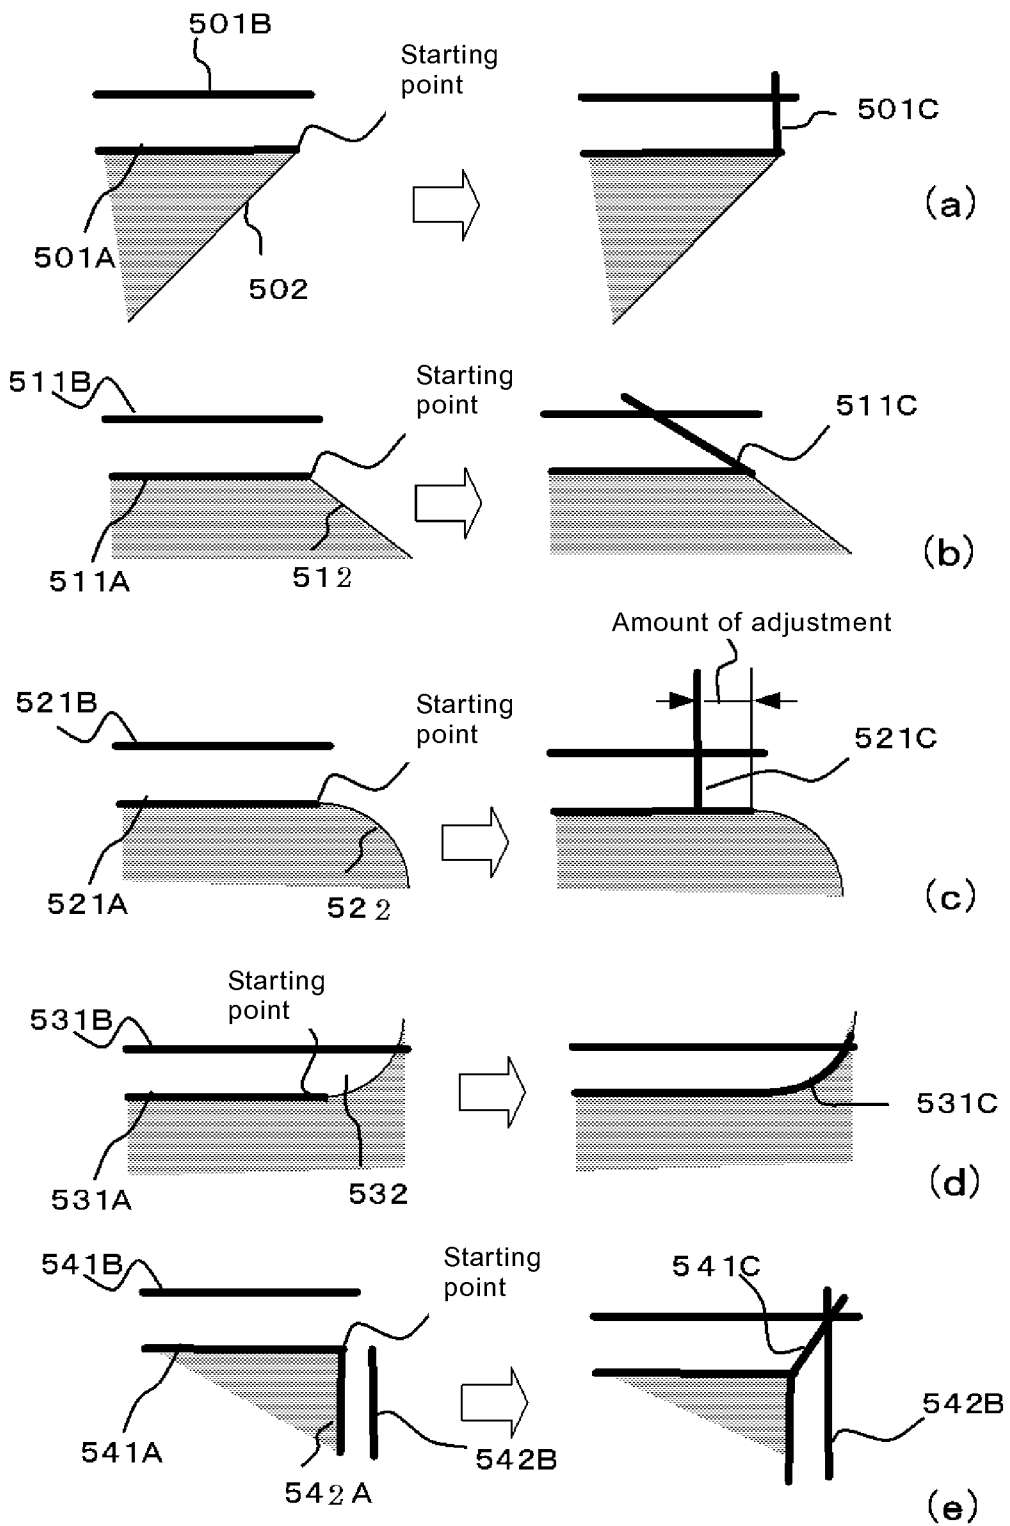 501B
Starting
point
501C
(a)
501A
502
511B
Starting
point
511C
(b)
511A
512
Amount of adjustment
521B
Starting
point
521C
521A
522
(c)
Starting
point
531B
531C
531A
532
(d)
541B
Starting
point
541C
541A
542A
542B
542B
(e)